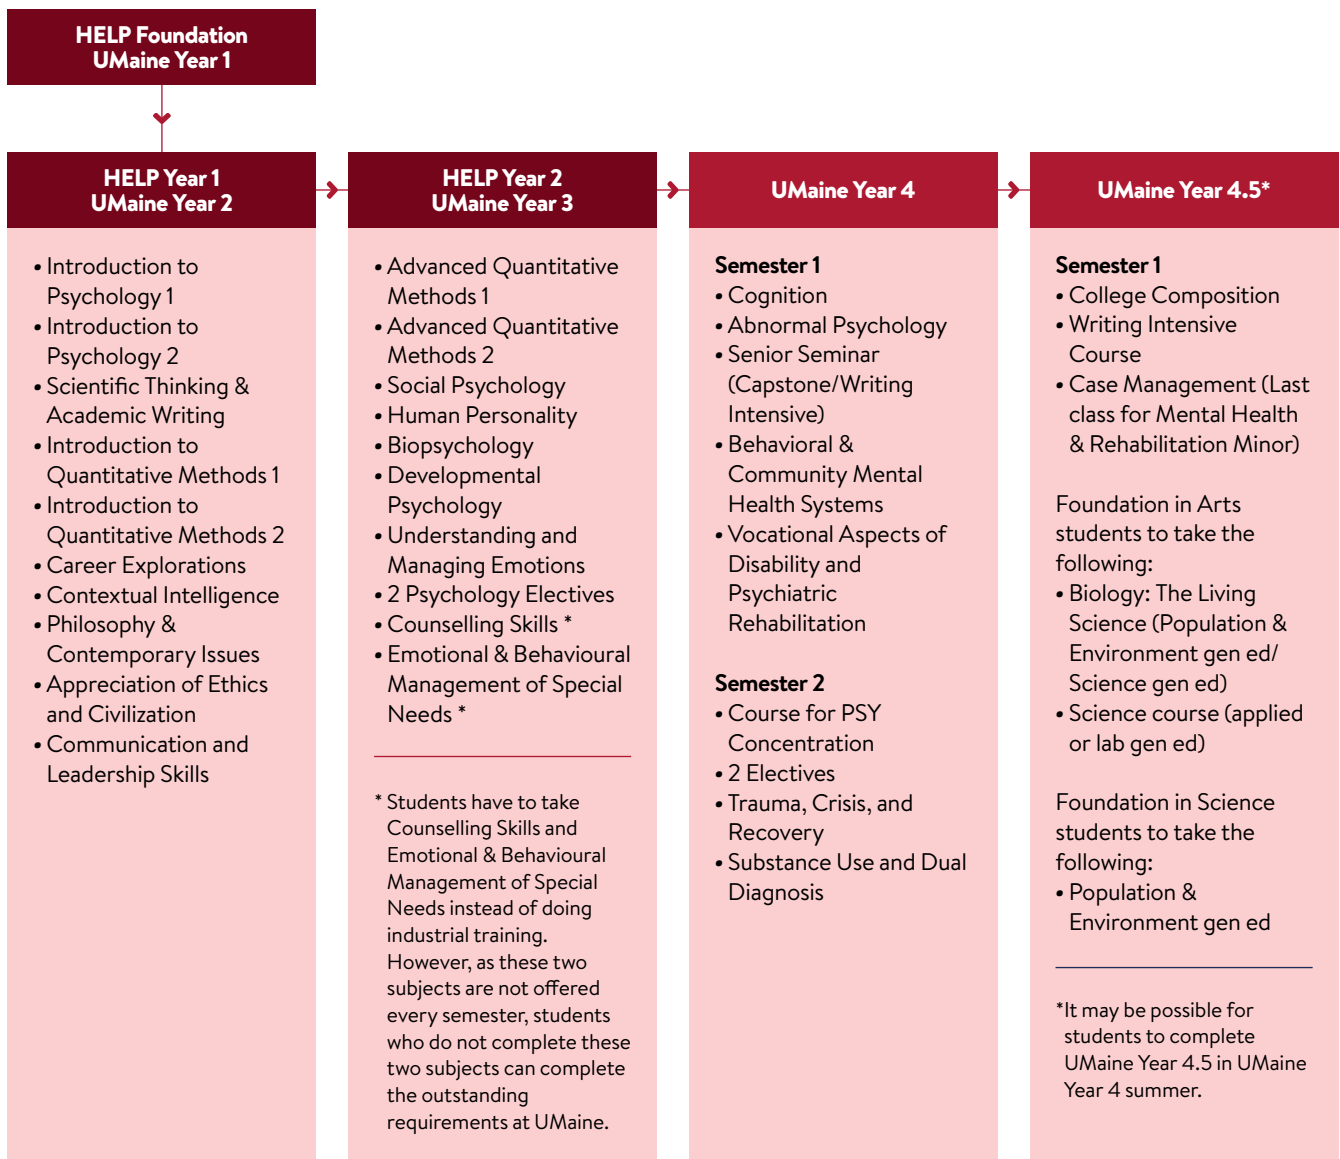 HELP Foundation
UMaine Year 1
HELP Year 1
UMaine Year 2
• Introduction to
Psychology 1
• Introduction to
Psychology 2
• Scientific Thinking &
Academic Writing
• Introduction to
Quantitative Methods 1
• Introduction to
Quantitative Methods 2
• Career Explorations
• Contextual Intelligence
• Philosophy &
Contemporary Issues
• Appreciation of Ethics
and Civilization
• Communication and
Leadership Skills
HELP Year 2
UMaine Year 3
• Advanced Quantitative
Methods 1
• Advanced Quantitative
Methods 2
• Social Psychology
• Human Personality
• Biopsychology
• Developmental
Psychology
• Understanding and
Managing Emotions
• 2 Psychology Electives
• Counselling Skills *
• Emotional & Behavioural
Management of Special
Needs *
* Students have to take
Counselling Skills and
Emotional & Behavioural
Management of Special
Needs instead of doing
industrial training.
However, as these two
subjects are not offered
every semester, students
who do not complete these
two subjects can complete
the outstanding
requirements at UMaine.
UMaine Year 4
Semester 1
• Cognition
• Abnormal Psychology
• Senior Seminar
(Capstone/Writing
Intensive)
• Behavioral &
Community Mental
Health Systems
• Vocational Aspects of
Disability and
Psychiatric
Rehabilitation
Semester 2
• Course for PSY
Concentration
• 2 Electives
• Trauma, Crisis, and
Recovery
• Substance Use and Dual
Diagnosis
UMaine Year 4.5*
Semester 1
• College Composition
• Writing Intensive
Course
• Case Management (Last
class for Mental Health
& Rehabilitation Minor)
Foundation in Arts
students to take the
following:
• Biology: The Living
Science (Population &
Environment gen ed/
Science gen ed)
• Science course (applied
or lab gen ed)
Foundation in Science
students to take the
following:
• Population &
Environment gen ed
*It may be possible for
students to complete
UMaine Year 4.5 in UMaine
Year 4 summer.